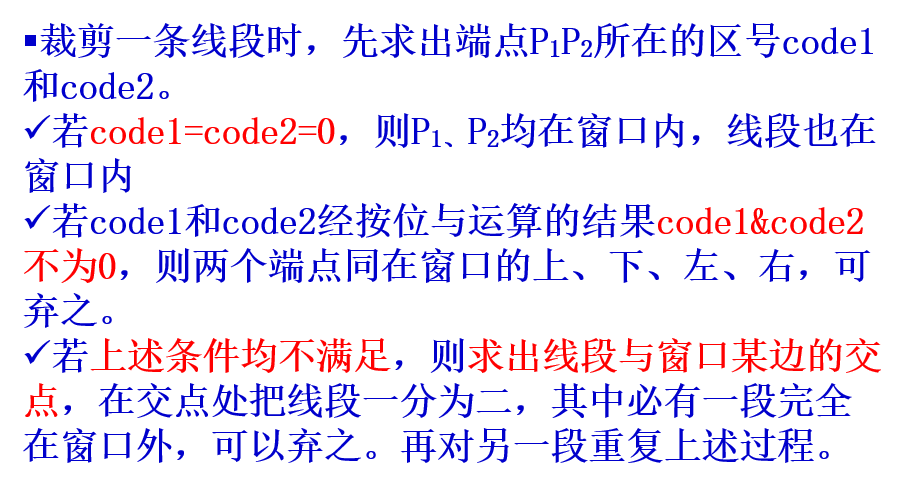 ▪裁剪一条线段时，先求出端点P₁P₂所在的区号code1
和code2。
✓若code1=code2=0，则P₁、P₂均在窗口内，线段也在
窗口内
✓若code1和code2经按位与运算的结果code1&code2
不为0，则两个端点同在窗口的上、下、左、右，可
弃之。
✓若上述条件均不满足，则求出线段与窗口某边的交
点，在交点处把线段一分为二，其中必有一段完全
在窗口外，可以弃之。再对另一段重复上述过程。